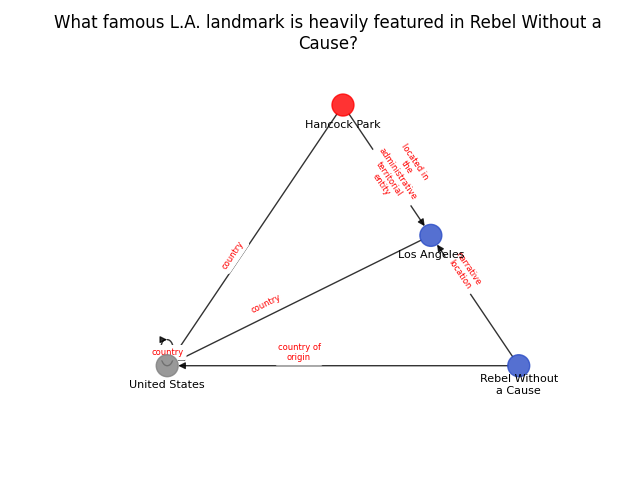 What famous L.A. landmark is heavily featured in Rebel Without a
Cause?
Hancock Park
located in
the
administrative
territorial
entity
country
Los Angeles
narrative
location
country
country
country of
origin
United States
Rebel Without
a Cause